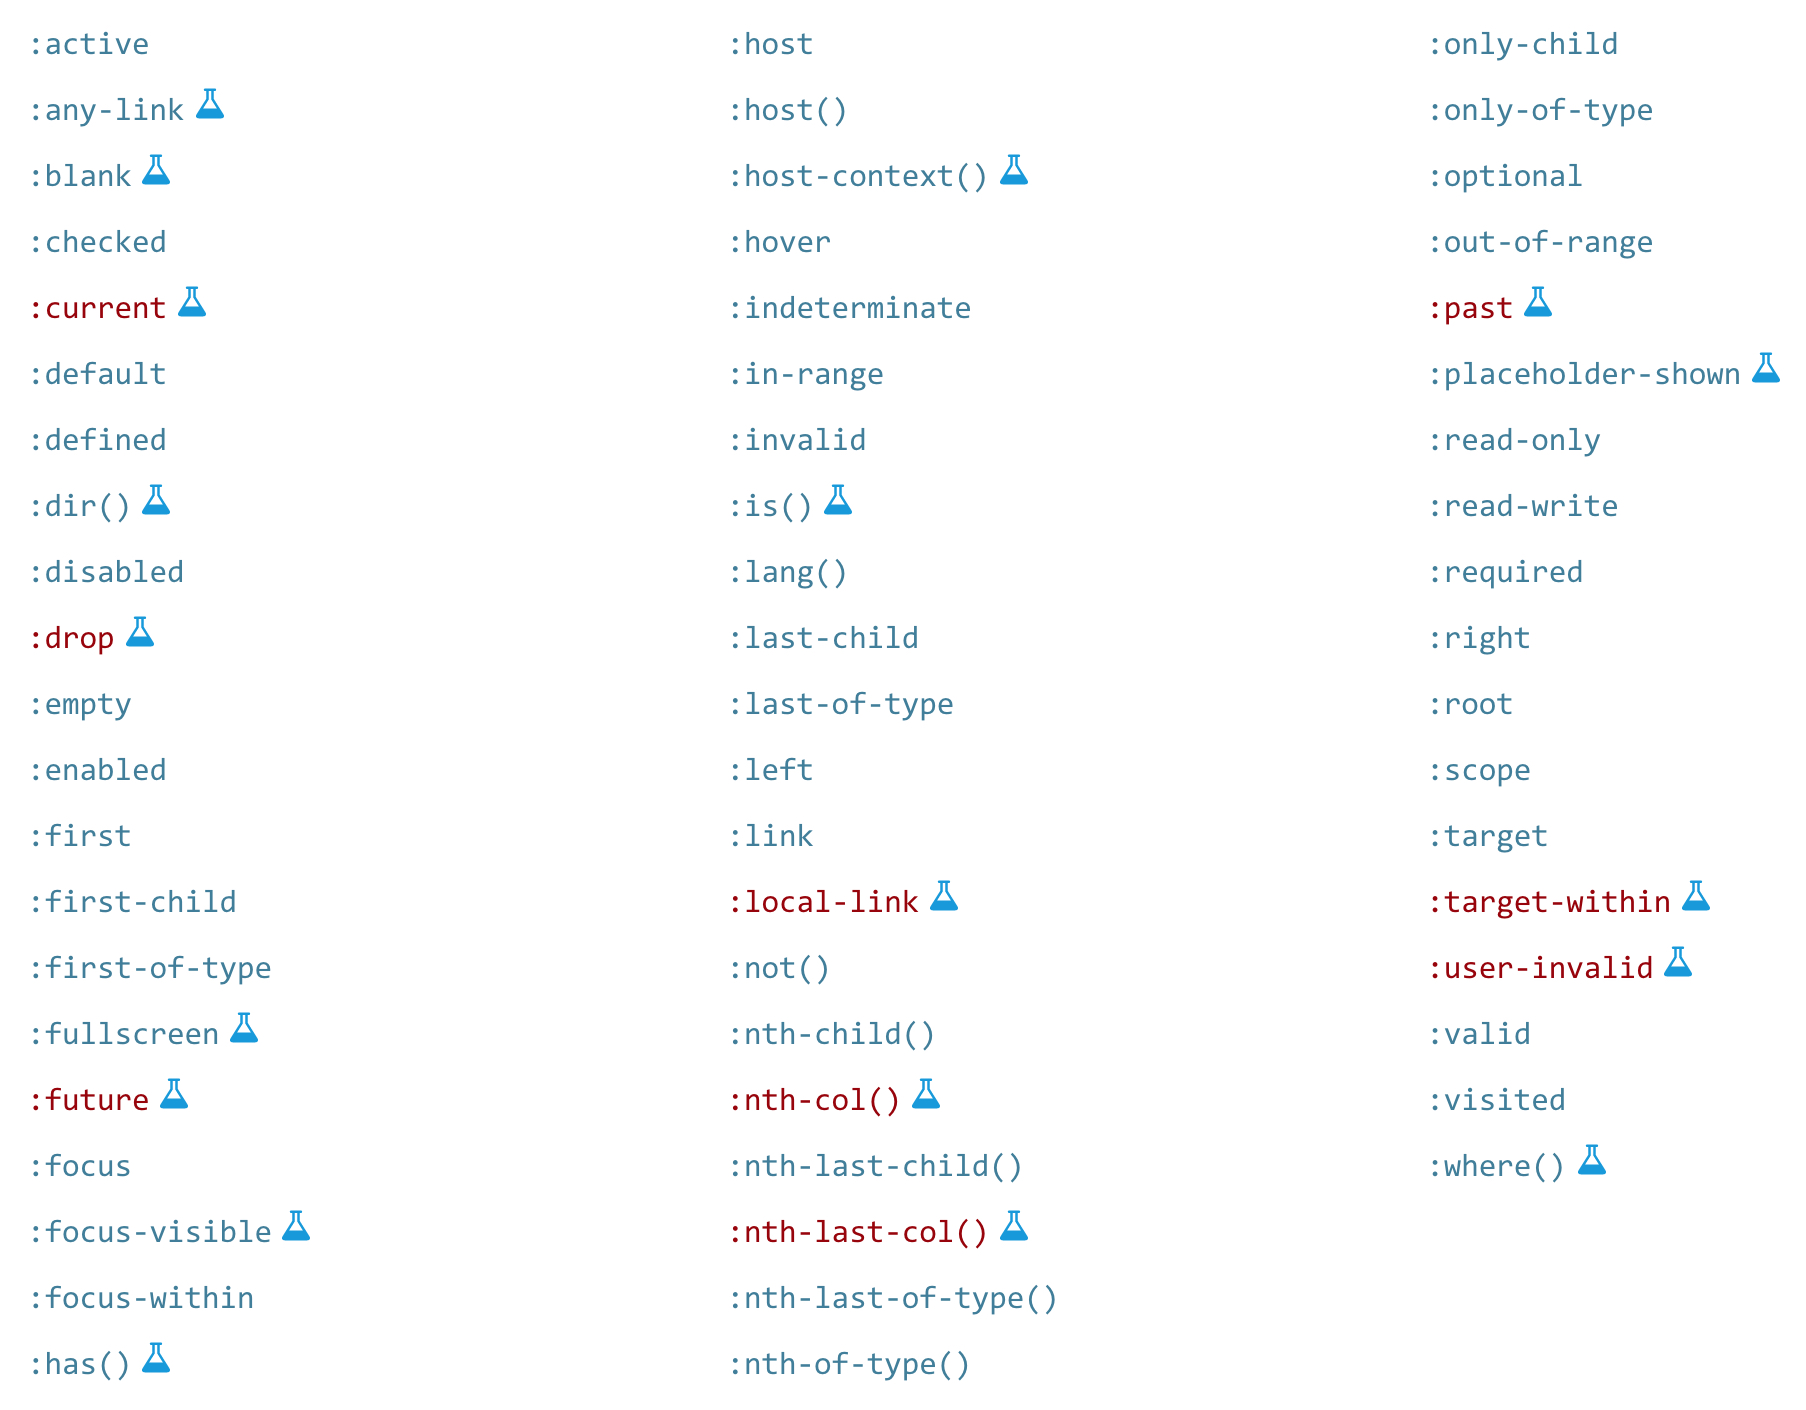 :active
:any-link
:blank
:checked
:current
:default
:defined
:dir()
:disabled
:drop
:empty
:enabled
:first
:first-child
:first-of-type
:fullscreen
:future
:focus
:focus-visible
:focus-within
:has()
:host
:host()
:host-context()
:hover
:indeterminate
:in-range
:invalid
:is()
:lang()
:last-child
:last-of-type
:left
:link
:local-link
:not()
:nth-child()
:nth-col()
:nth-last-child()
:nth-last-col()
:nth-last-of-type()
:nth-of-type()
:only-child
:only-of-type
:optional
:out-of-range
:past
:placeholder-shown
:read-only
:read-write
:required
:right
:root
:scope
:target
:target-within
:user-invalid
:valid
:visited
:where()